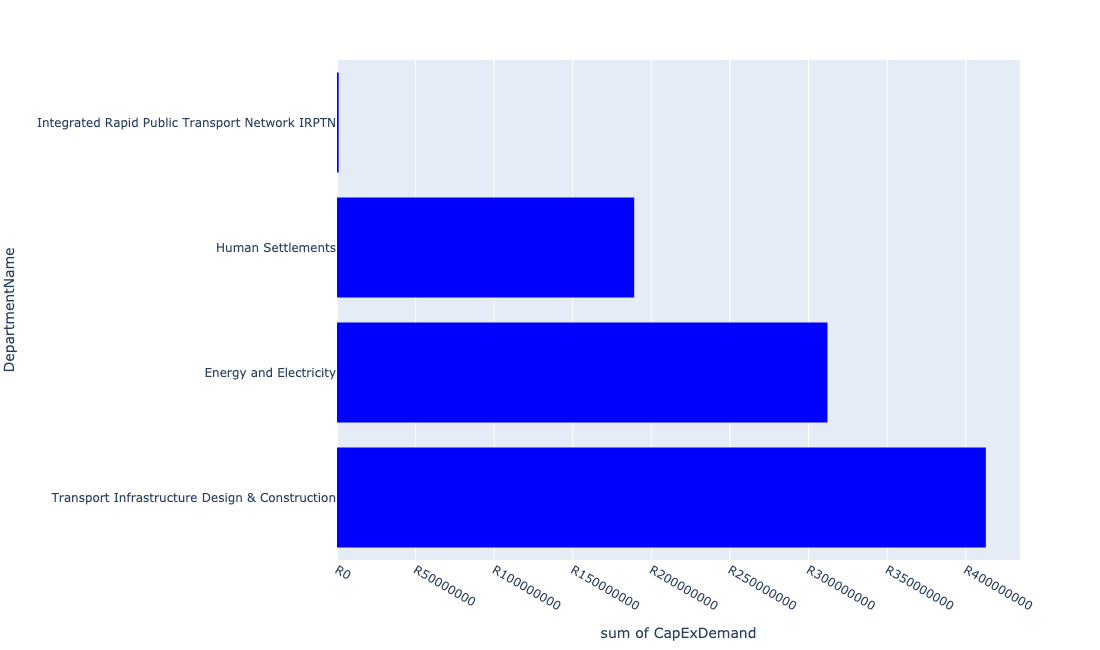 Integrated Rapid Public Transport Network IRPTN
Human Settlements
Energy and Electricity
Transport Infrastructure Design & Construction
DepartmentName
R0
R50000000
R100000000
R150000000
R200000000
R250000000
R300000000
R350000000
R400000000
sum of CapExDemand